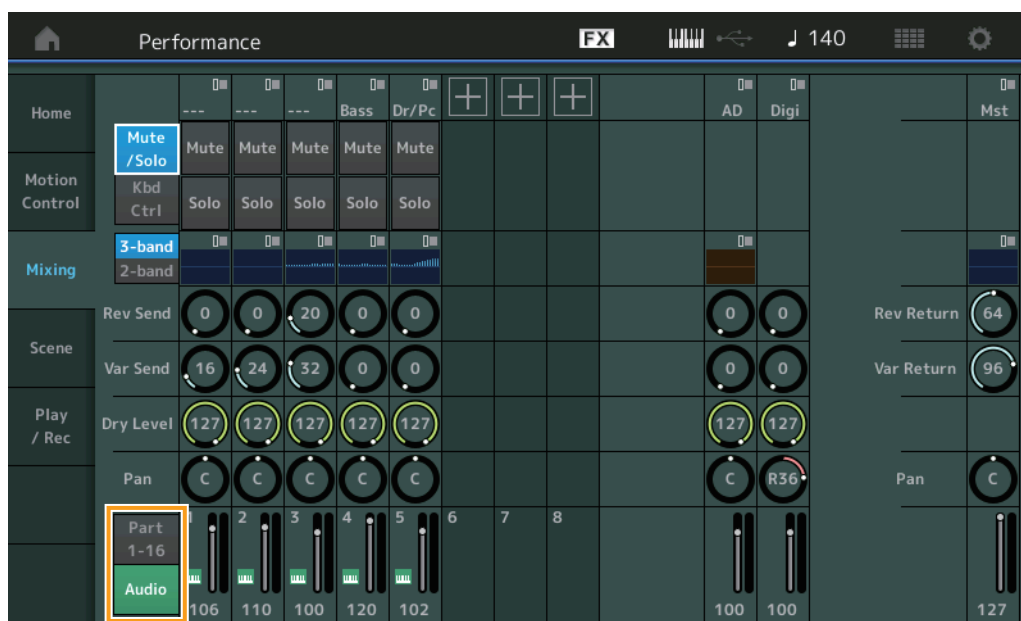 Performance FX 140
--- --- --- Bass Dr/Pc AD Digi Mst
Home
Mute /Solo Mute Mute Mute Mute Mute
Motion Control
Kbd Ctrl Solo Solo Solo Solo Solo
3-band
2-band
Mixing
Rev Send 0 0 20 0 0 0 0 Rev Return 64
Scene
Var Send 16 24 32 0 0 0 0 Var Return 96
Play / Rec
Dry Level 127 127 127 127 127 127 127
Pan C C C C C C R36 Pan C
Part 1-16
1 2 3 4 5 6 7 8
Audio
106 110 100 120 102 100 100 127